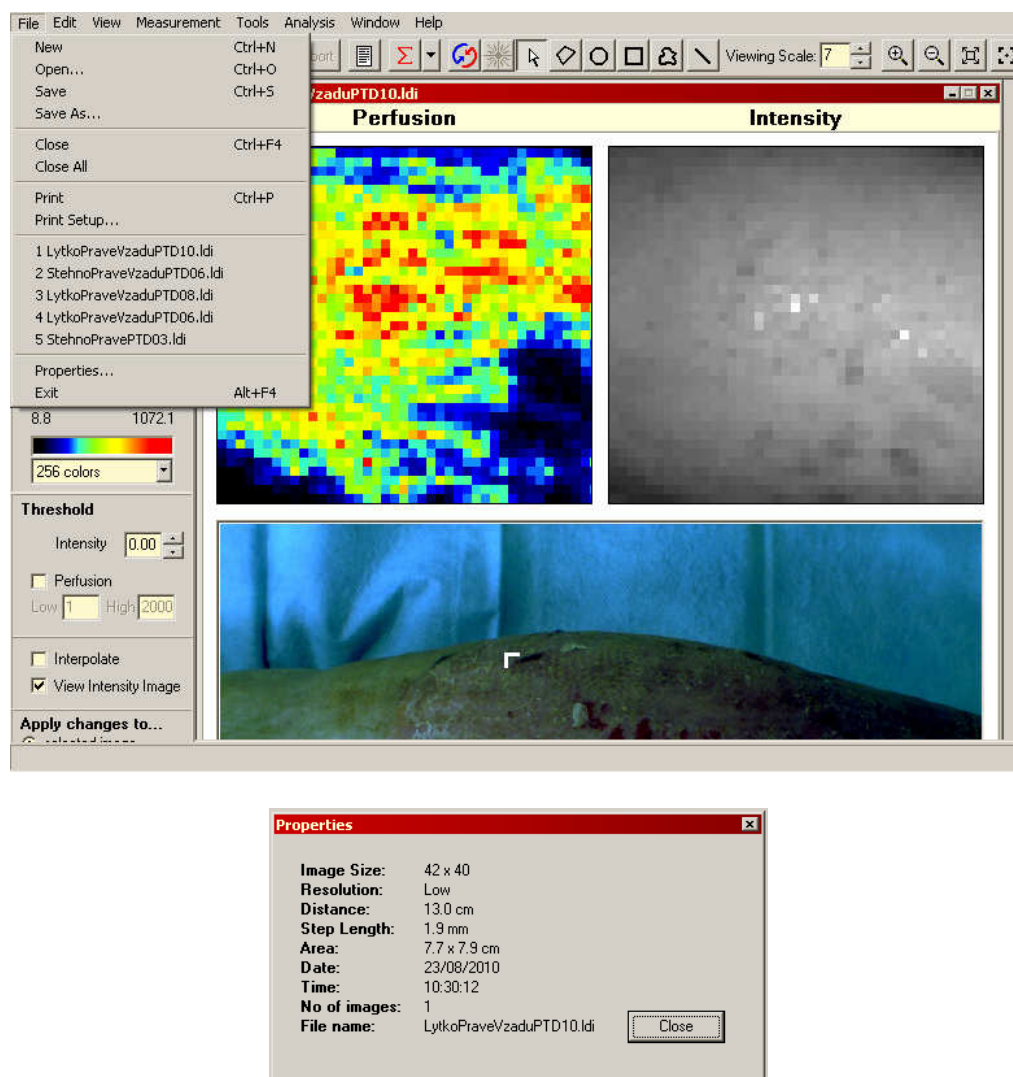 File Edit View Measurement Tools Analysis Window Help
New Ctrl+N
Open... Ctrl+O
Save Ctrl+S
Save As...
Close Ctrl+F4
Close All
Print Ctrl+P
Print Setup...
1 LytkoPraveVzaduPTD10.ldi
2 StehnoPraveVzaduPTD06.ldi
3 LytkoPraveVzaduPTD08.ldi
4 LytkoPraveVzaduPTD06.ldi
5 StehnoPravePTD03.ldi
Properties...
Exit Alt+F4
Viewing Scale: 7
VzaduPTD10.ldi
Perfusion Intensity
8.8 1072.1
256 colors
Threshold
Intensity 0.00
Perfusion
Low 1 High 2000
Interpolate
View Intensity Image
Apply changes to...
Properties
Image Size: 42 x 40
Resolution: Low
Distance: 13.0 cm
Step Length: 1.9 mm
Area: 7.7 x 7.9 cm
Date: 23/08/2010
Time: 10:30:12
No of images: 1
File name: LytkoPraveVzaduPTD10.ldi
Close